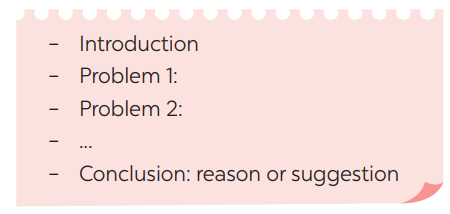 - Introduction
- Problem 1:
- Problem 2:
- ...
- Conclusion: reason or suggestion